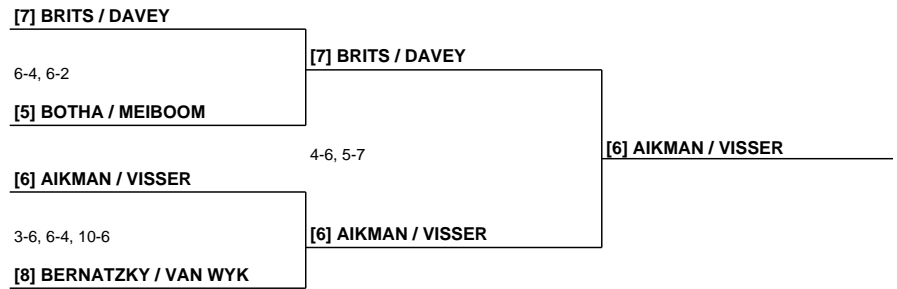 [7] BRITS / DAVEY
6-4, 6-2
[7] BRITS / DAVEY
[5] BOTHA / MEIBOOM
4-6, 5-7
[6] AIKMAN / VISSER
[6] AIKMAN / VISSER
3-6, 6-4, 10-6
[6] AIKMAN / VISSER
[8] BERNATZKY / VAN WYK